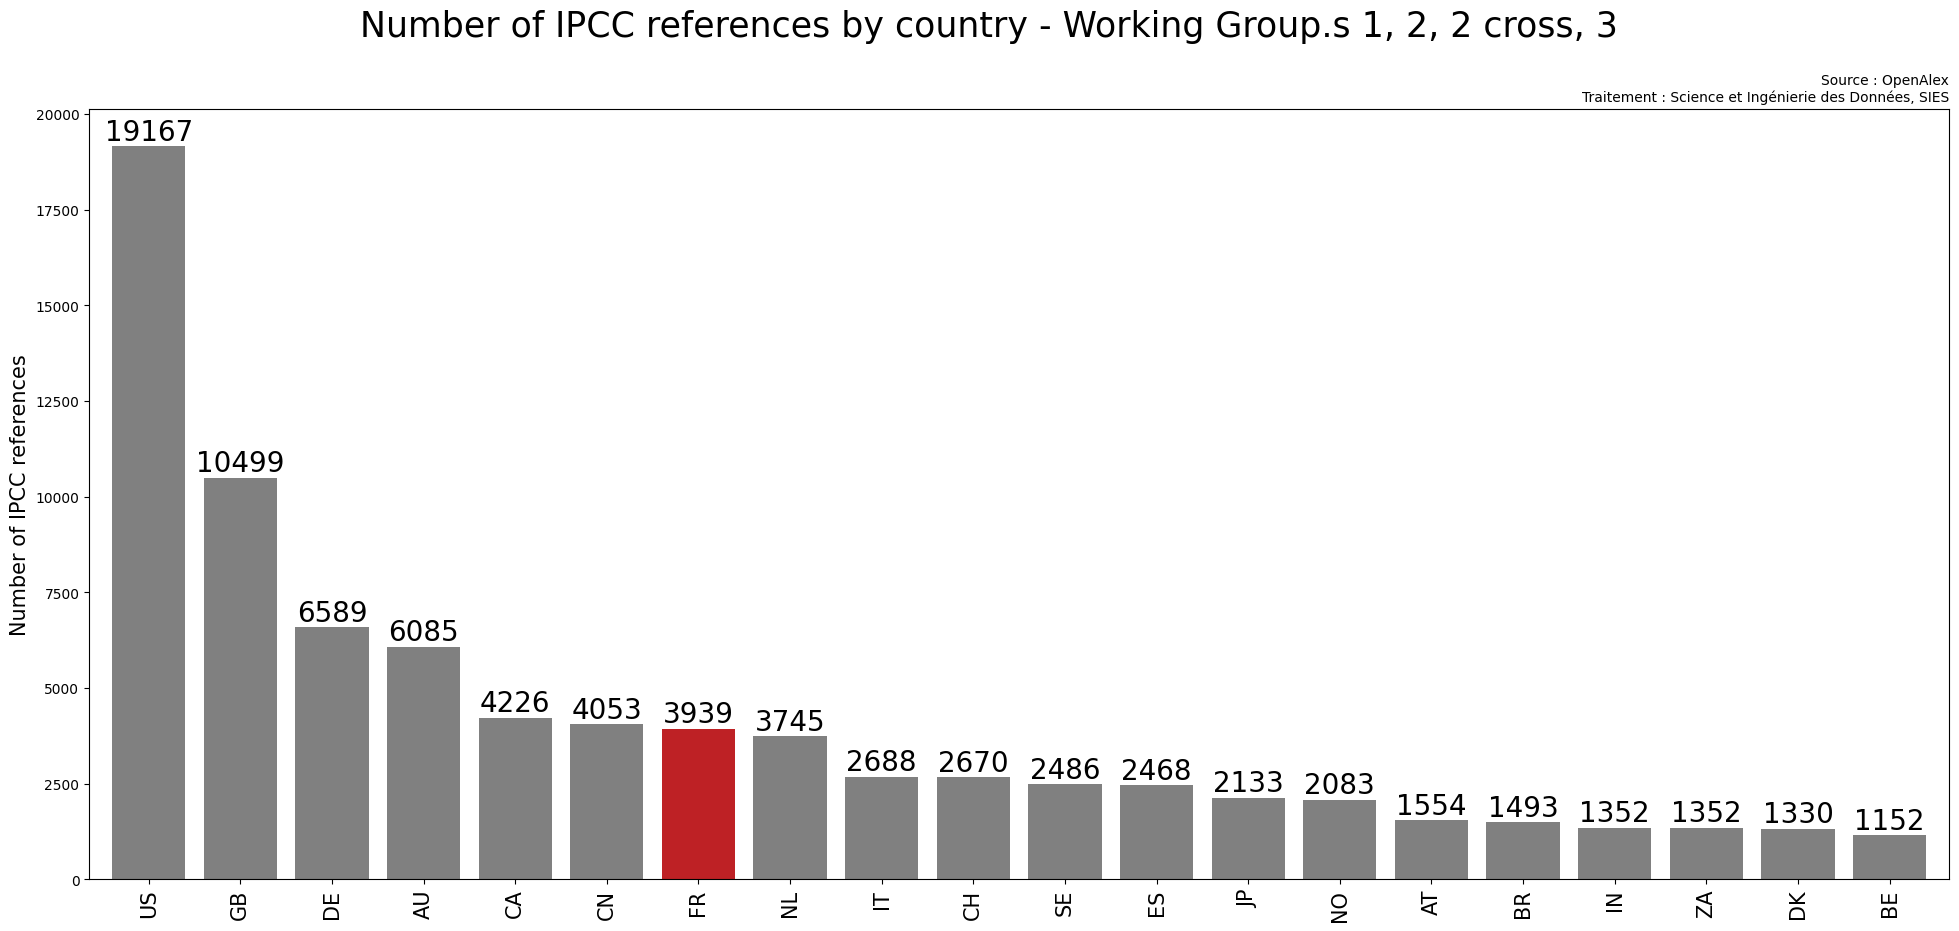 Number of IPCC references by country - Working Group.s 1, 2, 2 cross, 3
Source : OpenAlex
Traitement : Science et Ingénierie des Données, SIES
Number of IPCC references
20000
17500
15000
12500
10000
7500
5000
2500
0
19167
10499
6589
6085
4226
4053
3939
3745
2688
2670
2486
2468
2133
2083
1554
1493
1352
1352
1330
1152
US
GB
DE
AU
CA
CN
FR
NL
IT
CH
SE
ES
JP
NO
AT
BR
IN
ZA
DK
BE